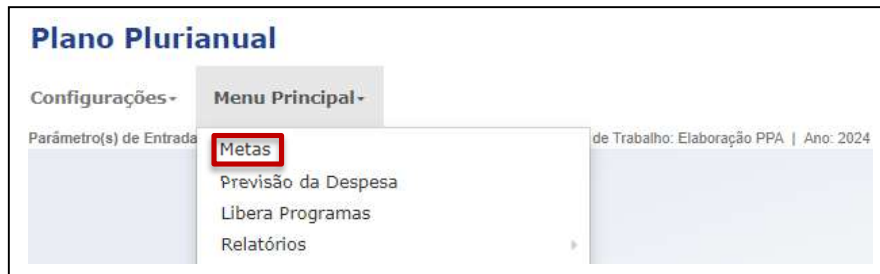 Plano Plurianual
Configurações Menu Principal
Parâmetro(s) de Entrada de Trabalho: Elaboração PPA | Ano: 2024
Metas
Previsão da Despesa
Libera Programas
Relatórios